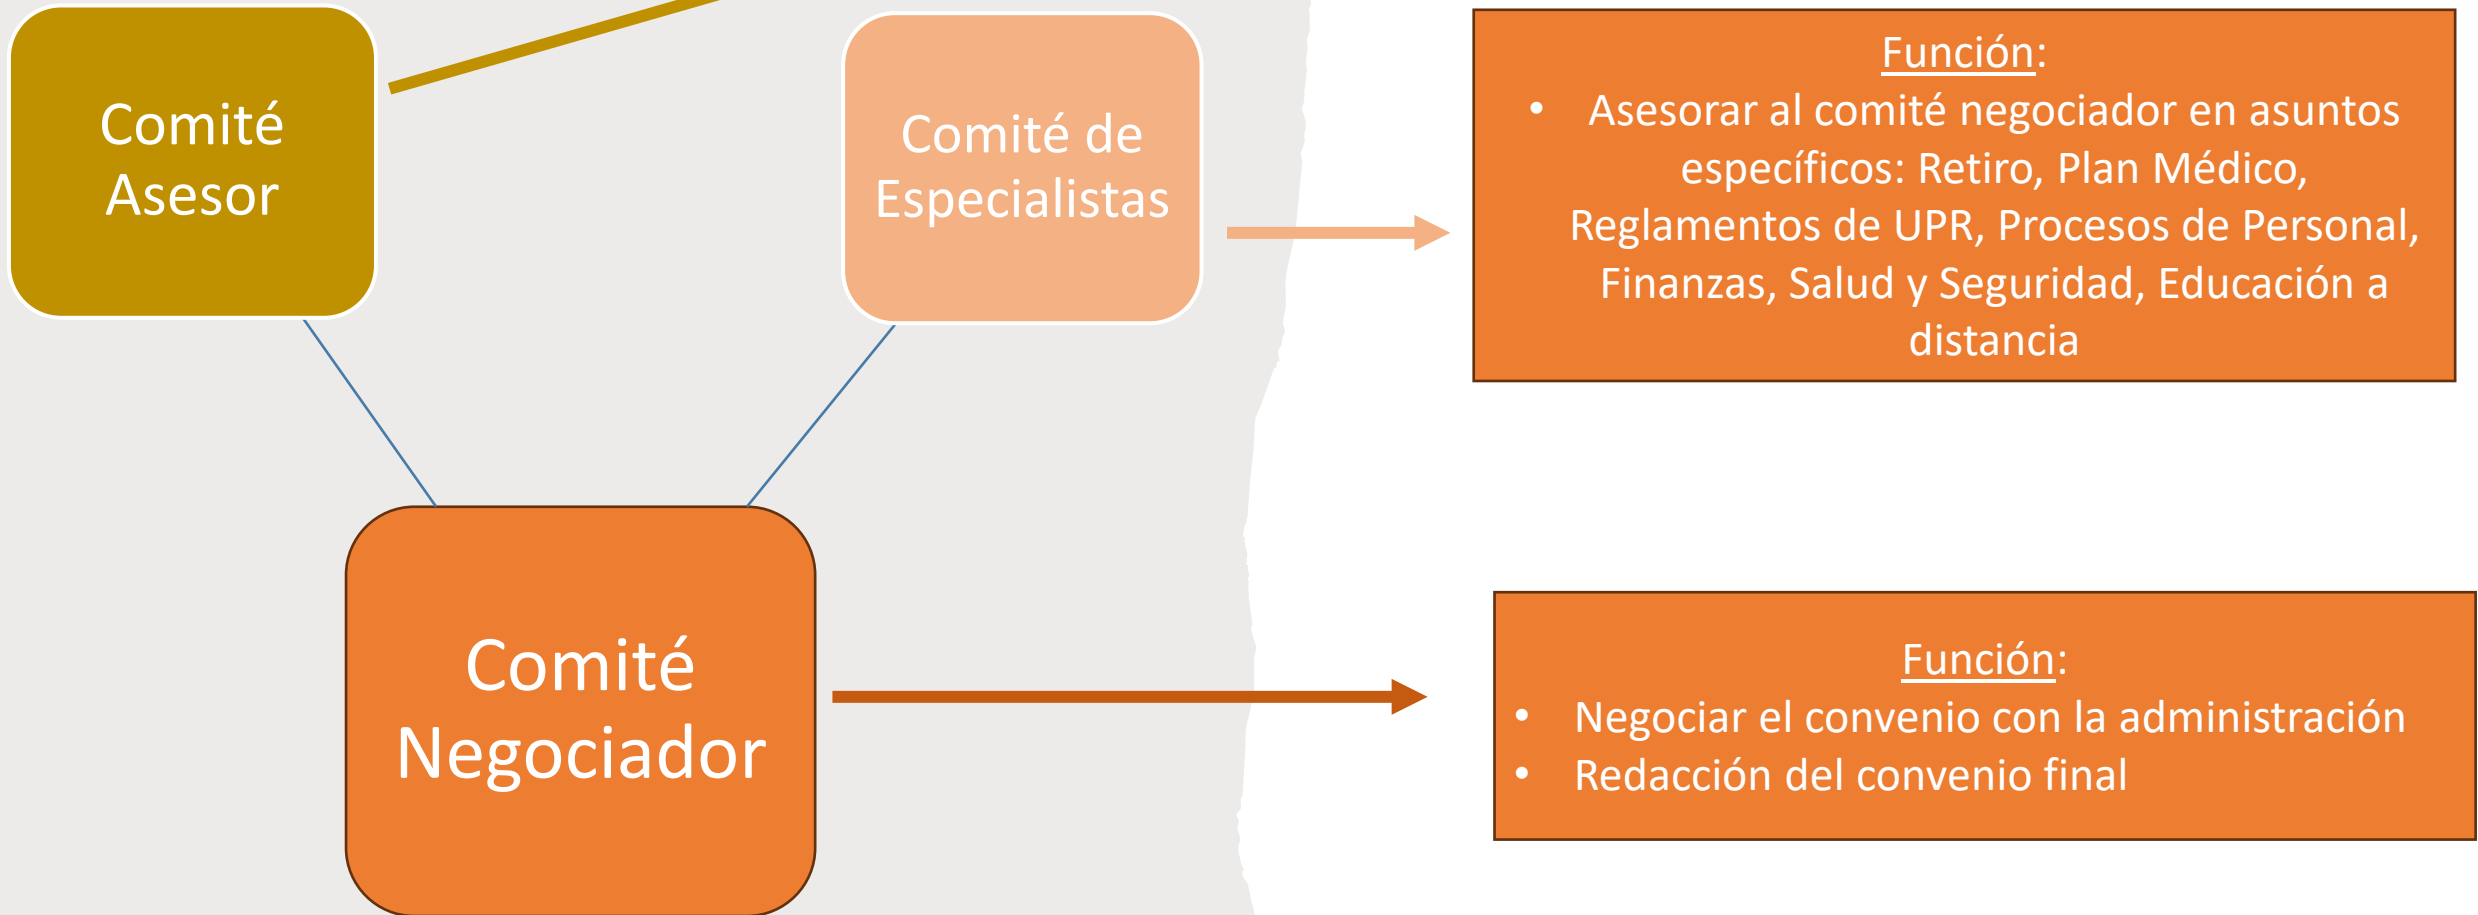 Comité
Asesor
Comité de
Especialistas
Función:
• Asesorar al comité negociador en asuntos
específicos: Retiro, Plan Médico,
Reglamentos de UPR, Procesos de Personal,
Finanzas, Salud y Seguridad, Educación a
distancia
Comité
Negociador
Función:
• Negociar el convenio con la administración
• Redacción del convenio final